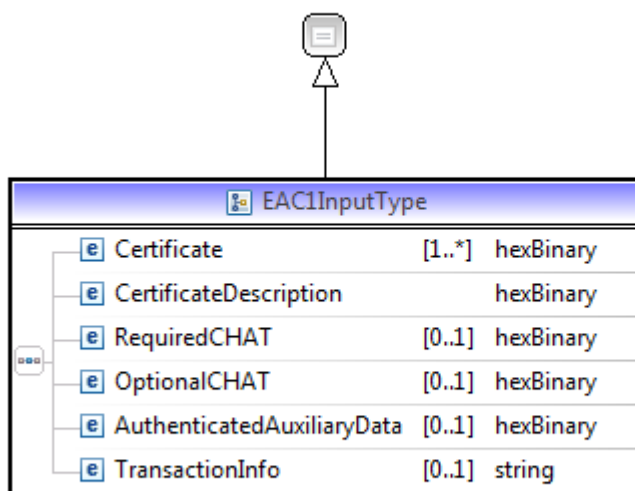 EAC1InputType
e Certificate [1..*] hexBinary
e CertificateDescription hexBinary
e RequiredCHAT [0..1] hexBinary
e OptionalCHAT [0..1] hexBinary
e AuthenticatedAuxiliaryData [0..1] hexBinary
e TransactionInfo [0..1] string